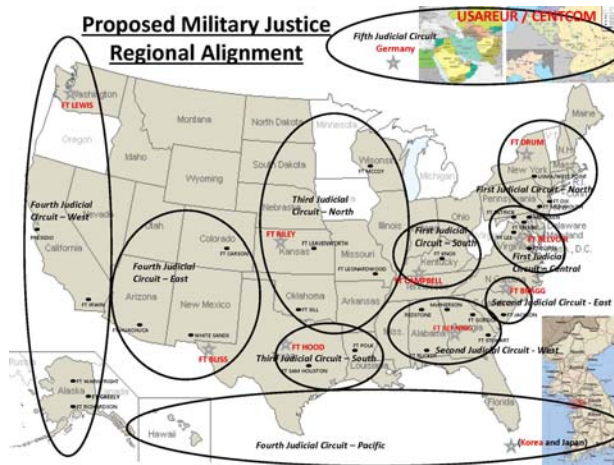 Proposed Military Justice
Regional Alignment
USAREUR / CENTCOM
Fifth Judicial Circuit
Germany
Washington
FT LEWIS
Oregon
Montana
North Dakota
Minnesota
Idaho
South Dakota
Wyoming
Wisconsin
FT MCCOY
Michigan
Maine
FT DRUM
N.H.
New York
Mass.
First Judicial Circuit – North
Pennsylvania
Fourth Judicial
Circuit – West
PRESIDIO
Nevada
California
FT IRWIN
Utah
Colorado
FT CARSON
Fourth Judicial
Circuit – East
Arizona
New Mexico
WHITE SANDS
FT BLISS
Third Judicial
Circuit – North
Nebraska
FT RILEY
Kansas
FT LEAVENWORTH
Illinois
Missouri
FT LEONARDWOOD
Oklahoma
FT SILL
Arkansas
First Judicial
Circuit – South
Ohio
FT KNOX
Kentucky
FT CAMPBELL
Delaware
FT BELVOIR
D.C.
First Judicial
Circuit – Central
FT BRAGG
Second Judicial Circuit - East
FT JACKSON
REDSTONE
Miss.
Alabama
FT BENNING
FT STEWART
FT RUCKER
Second Judicial Circuit - West
FT HOOD
FT POLK
Third Judicial Circuit – South
Louisiana
FT SAM HOUSTON
Florida
Alaska
FT WAINWRIGHT
FT GREELY
FT RICHARDSON
Hawaii
Fourth Judicial Circuit – Pacific
(Korea and Japan)